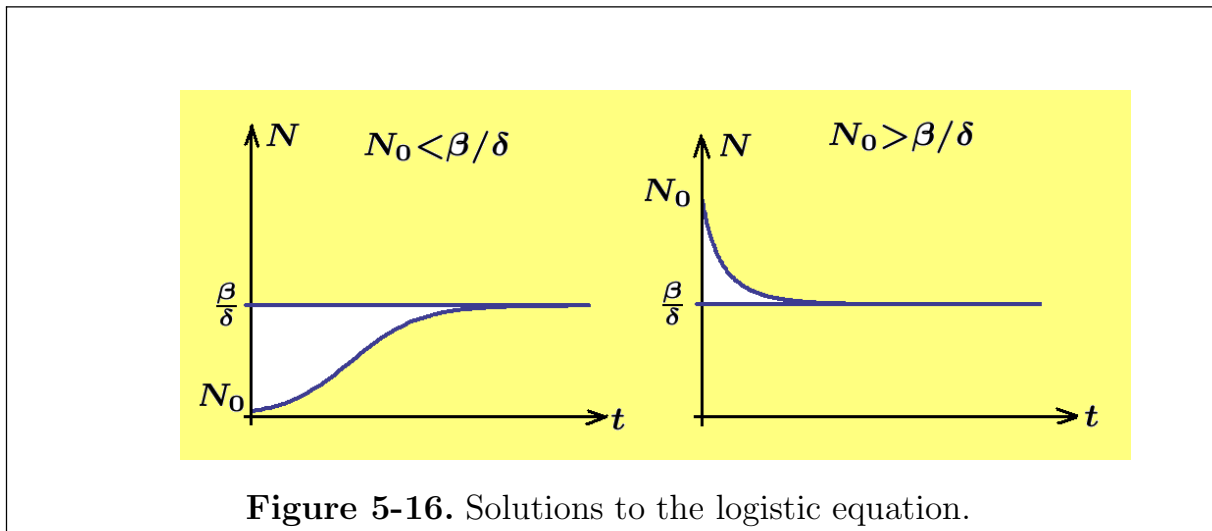 N
N₀<β/δ
β/δ
N₀
t
N
N₀>β/δ
N₀
β/δ
t
Figure 5-16. Solutions to the logistic equation.